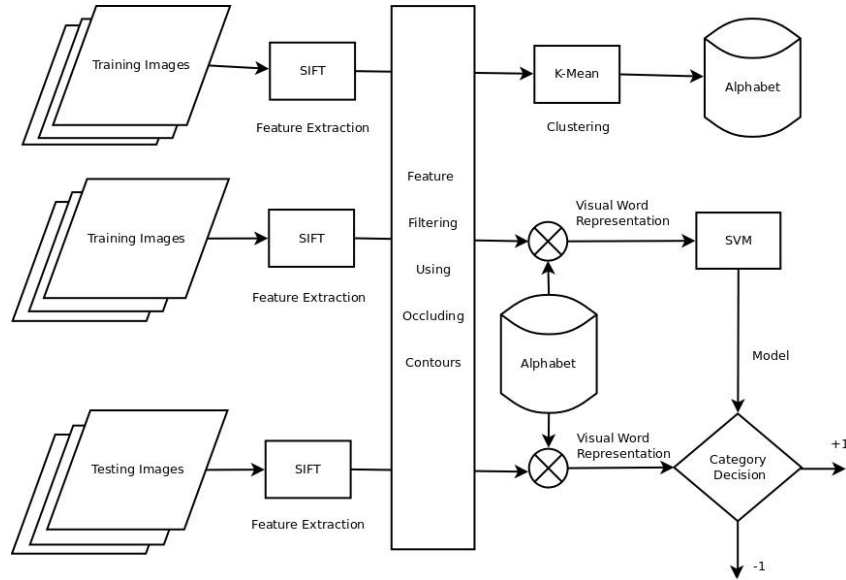 Training Images
SIFT
Feature Extraction
K-Mean
Clustering
Alphabet
Feature
Filtering
Using
Occluding
Contours
Training Images
SIFT
Feature Extraction
Visual Word
Representation
SVM
Alphabet
Model
Testing Images
SIFT
Feature Extraction
Visual Word
Representation
Category
Decision
+1
-1